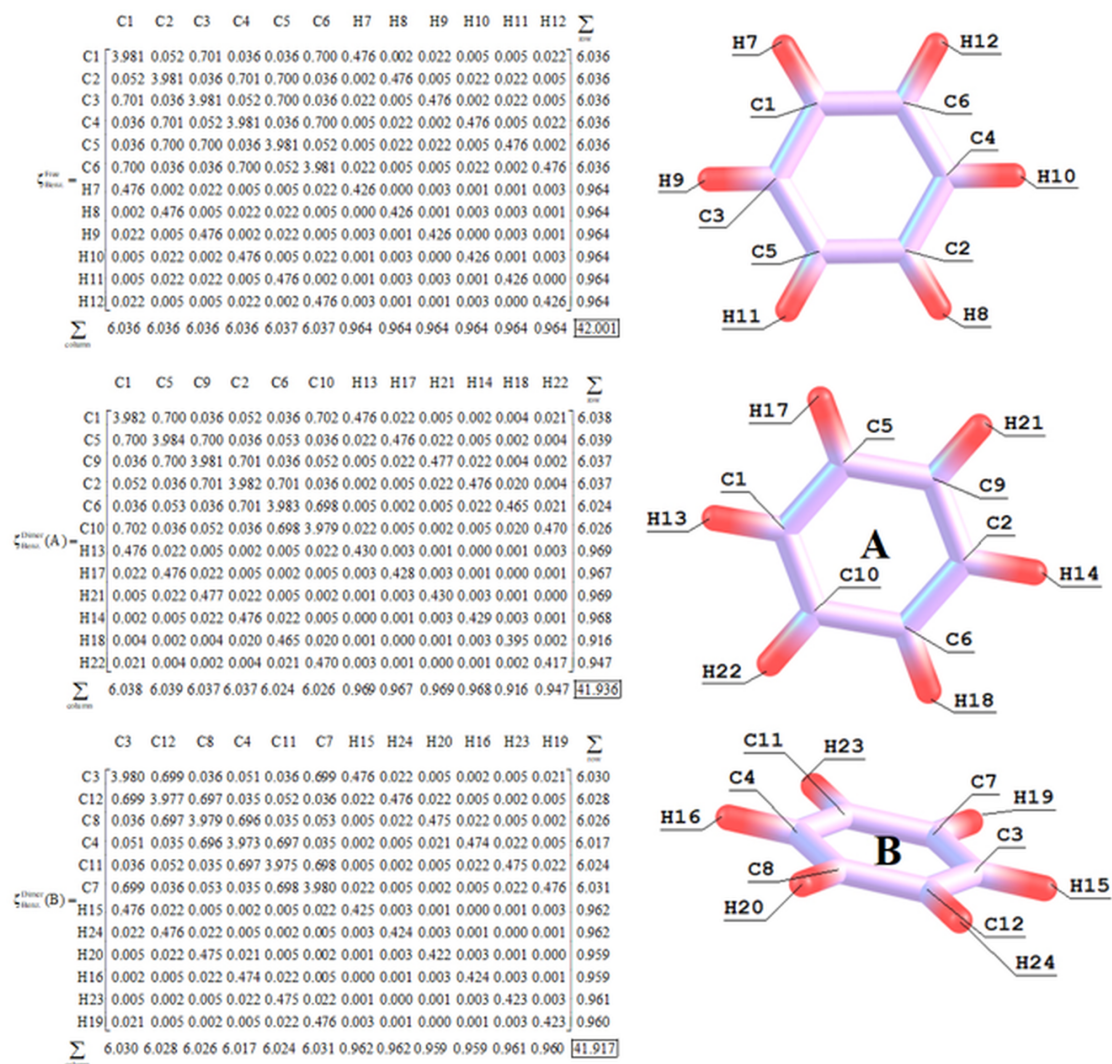 C1 C2 C3 C4 C5 C6 H7 H8 H9 H10 H11 H12 ∑ row
C1 3.981 0.052 0.701 0.036 0.036 0.700 0.476 0.002 0.022 0.005 0.005 0.022 6.036
C2 0.052 3.981 0.036 0.701 0.700 0.036 0.002 0.476 0.005 0.022 0.022 0.005 6.036
C3 0.701 0.036 3.981 0.052 0.700 0.036 0.022 0.005 0.476 0.002 0.022 0.005 6.036
C4 0.036 0.701 0.052 3.981 0.036 0.700 0.005 0.022 0.002 0.476 0.005 0.022 6.036
C5 0.036 0.700 0.700 0.036 3.981 0.052 0.005 0.022 0.022 0.005 0.476 0.002 6.036
C6 0.700 0.036 0.036 0.700 0.052 3.981 0.022 0.005 0.005 0.022 0.002 0.476 6.036
ζ Free Benz. =
H7 0.476 0.002 0.022 0.005 0.005 0.022 0.426 0.000 0.003 0.001 0.001 0.003 0.964
H8 0.002 0.476 0.005 0.022 0.022 0.005 0.000 0.426 0.001 0.003 0.003 0.001 0.964
H9 0.022 0.005 0.476 0.002 0.022 0.005 0.003 0.001 0.426 0.000 0.003 0.001 0.964
H10 0.005 0.022 0.002 0.476 0.005 0.022 0.001 0.003 0.000 0.426 0.001 0.003 0.964
H11 0.005 0.022 0.022 0.005 0.476 0.002 0.001 0.003 0.003 0.001 0.426 0.000 0.964
H12 0.022 0.005 0.005 0.022 0.002 0.476 0.003 0.001 0.001 0.003 0.000 0.426 0.964
∑ column 6.036 6.036 6.036 6.036 6.037 6.037 0.964 0.964 0.964 0.964 0.964 0.964 42.001
H7 H12
C1 C6
C4
H9 H10
C3
C5 C2
H11 H8
C1 C5 C9 C2 C6 C10 H13 H17 H21 H14 H18 H22 ∑ row
C1 3.982 0.700 0.036 0.052 0.036 0.702 0.476 0.022 0.005 0.002 0.004 0.021 6.038
C5 0.700 3.984 0.700 0.036 0.053 0.036 0.022 0.476 0.022 0.005 0.002 0.004 6.039
C9 0.036 0.700 3.981 0.701 0.036 0.052 0.005 0.022 0.477 0.022 0.004 0.002 6.037
C2 0.052 0.036 0.701 3.982 0.701 0.036 0.002 0.005 0.022 0.476 0.020 0.004 6.037
C6 0.036 0.053 0.036 0.701 3.983 0.698 0.005 0.002 0.005 0.022 0.465 0.021 6.024
C10 0.702 0.036 0.052 0.036 0.698 3.979 0.022 0.005 0.002 0.005 0.020 0.470 6.026
ζ Dimer Benz. (A) =
H13 0.476 0.022 0.005 0.002 0.005 0.022 0.430 0.003 0.001 0.000 0.001 0.003 0.969
H17 0.022 0.476 0.022 0.005 0.002 0.005 0.003 0.428 0.003 0.001 0.000 0.001 0.967
H21 0.005 0.022 0.477 0.022 0.005 0.002 0.001 0.003 0.430 0.003 0.001 0.000 0.969
H14 0.002 0.005 0.022 0.476 0.022 0.005 0.000 0.001 0.003 0.429 0.003 0.001 0.968
H18 0.004 0.002 0.004 0.020 0.465 0.020 0.001 0.000 0.001 0.003 0.395 0.002 0.916
H22 0.021 0.004 0.002 0.004 0.021 0.470 0.003 0.001 0.000 0.001 0.002 0.417 0.947
∑ column 6.038 6.039 6.037 6.037 6.024 6.026 0.969 0.967 0.969 0.968 0.916 0.947 41.936
H17 C5 H21
C1 C9
H13 C2
A
C10 H14
C6
H22
H18
C3 C12 C8 C4 C11 C7 H15 H24 H20 H16 H23 H19 ∑ row
C3 3.980 0.699 0.036 0.051 0.036 0.699 0.476 0.022 0.005 0.002 0.005 0.021 6.030
C12 0.699 3.977 0.697 0.035 0.052 0.036 0.022 0.476 0.022 0.005 0.002 0.005 6.028
C8 0.036 0.697 3.979 0.696 0.035 0.053 0.005 0.022 0.475 0.022 0.005 0.002 6.026
C4 0.051 0.035 0.696 3.973 0.697 0.035 0.002 0.005 0.021 0.474 0.022 0.005 6.017
C11 0.036 0.052 0.035 0.697 3.975 0.698 0.005 0.002 0.005 0.022 0.475 0.022 6.024
C7 0.699 0.036 0.053 0.035 0.698 3.980 0.022 0.005 0.002 0.005 0.022 0.476 6.031
ζ Dimer Benz. (B) =
H15 0.476 0.022 0.005 0.002 0.005 0.022 0.425 0.003 0.001 0.000 0.001 0.003 0.962
H24 0.022 0.476 0.022 0.005 0.002 0.005 0.003 0.424 0.003 0.001 0.000 0.001 0.962
H20 0.005 0.022 0.475 0.021 0.005 0.002 0.001 0.003 0.422 0.003 0.001 0.000 0.959
H16 0.002 0.005 0.022 0.474 0.022 0.005 0.000 0.001 0.003 0.424 0.003 0.001 0.959
H23 0.005 0.002 0.005 0.022 0.475 0.022 0.001 0.000 0.001 0.003 0.423 0.003 0.961
H19 0.021 0.005 0.002 0.005 0.022 0.476 0.003 0.001 0.000 0.001 0.003 0.423 0.960
∑ column 6.030 6.028 6.026 6.017 6.024 6.031 0.962 0.962 0.959 0.959 0.961 0.960 41.917
C11 H23
C4 C7
H16 H19
C3
B
C8 H15
H20 C12
H24